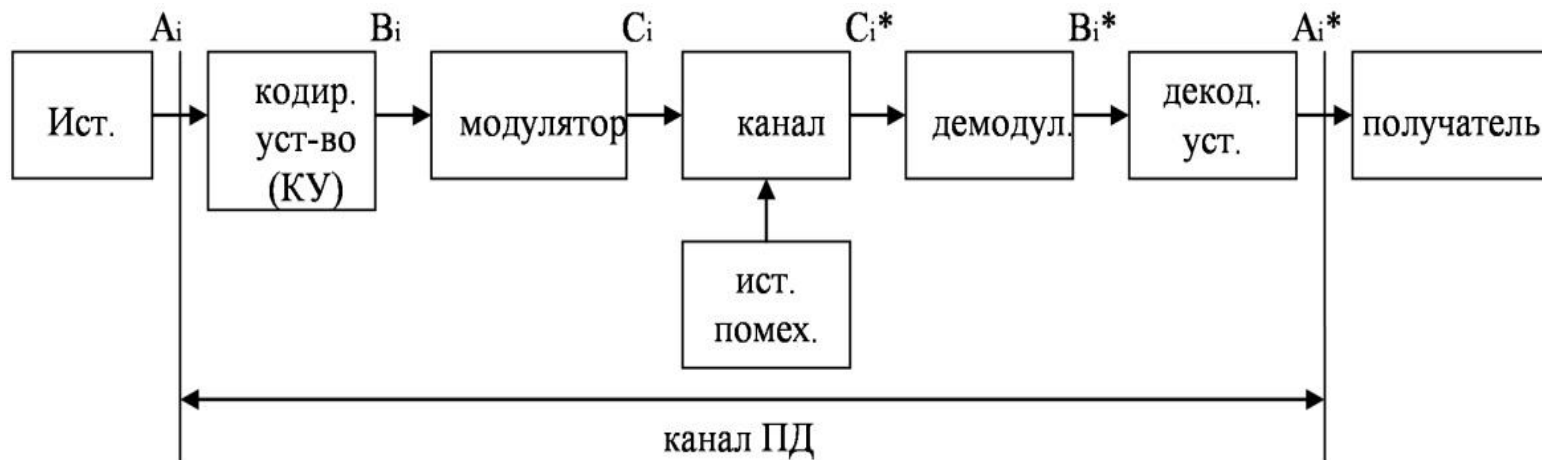 Ai Bi Ci Ci* Bi* Ai*
Ист.
кодир.
уст-во
(КУ)
модулятор
канал
демодул.
декод.
уст.
получатель
ист.
помех.
канал ПД